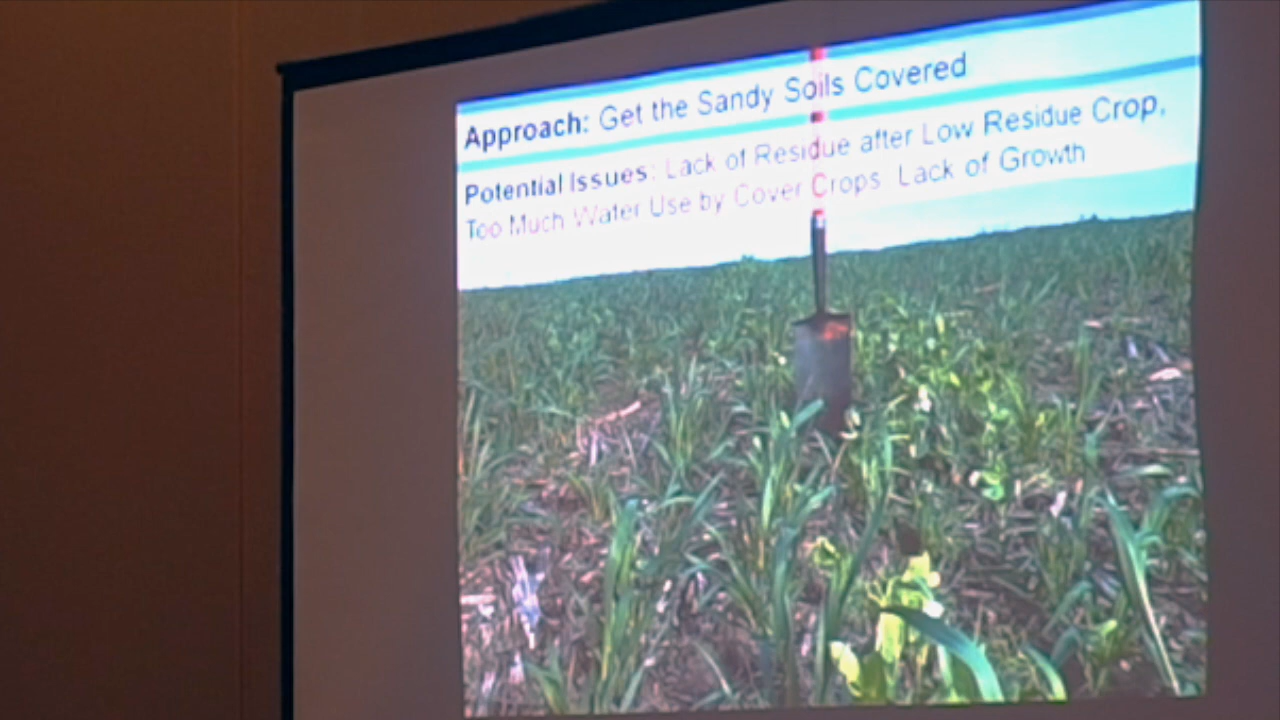 Approach: Get the Sandy Soils Covered
Potential Issues: Lack of Residue after Low Residue Crop,
Too Much Water Use by Cover Crops Lack of Growth